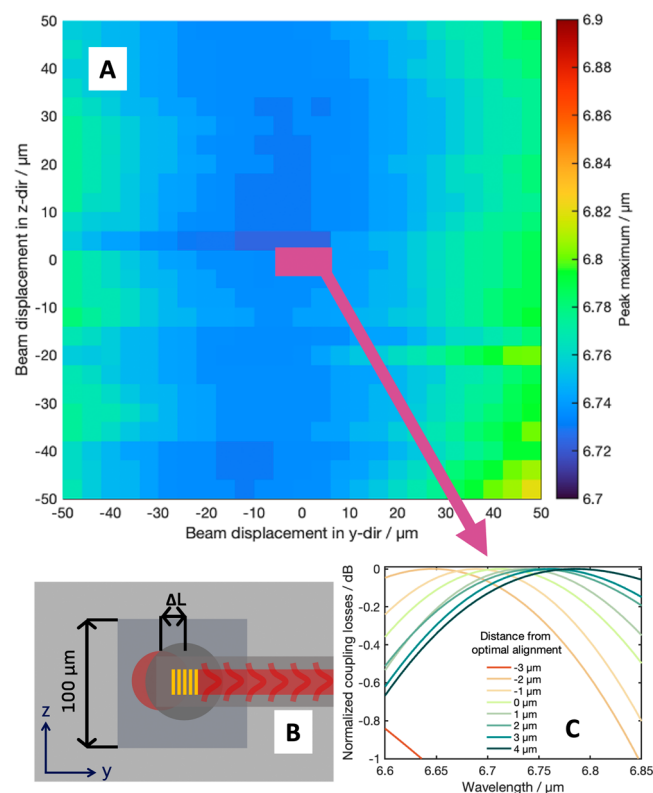 A
50
40
30
20
10
0
-10
-20
-30
-40
-50
Beam displacement in z-dir / µm
-50 -40 -30 -20 -10 0 10 20 30 40 50
Beam displacement in y-dir / µm
6.9
6.88
6.86
6.84
6.82
6.8
6.78
6.76
6.74
6.72
6.7
Peak maximum / µm
ΔL
100 µm
z
y
B
0
-0.2
-0.4
-0.6
-0.8
-1
Normalized coupling losses / dB
Distance from
optimal alignment
-3 µm
-2 µm
-1 µm
0 µm
1 µm
2 µm
3 µm
4 µm
C
6.6 6.65 6.7 6.75 6.8 6.85
Wavelength / µm